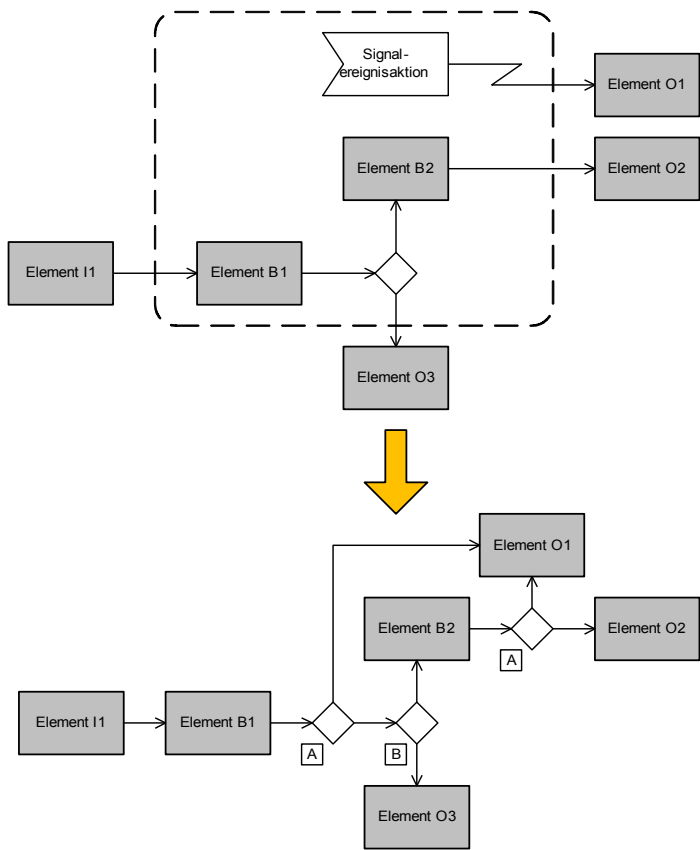 Signal-
ereignisaktion
Element O1
Element B2
Element O2
Element I1
Element B1
Element O3
Element O1
Element B2
Element O2
A
Element I1
Element B1
A
B
Element O3